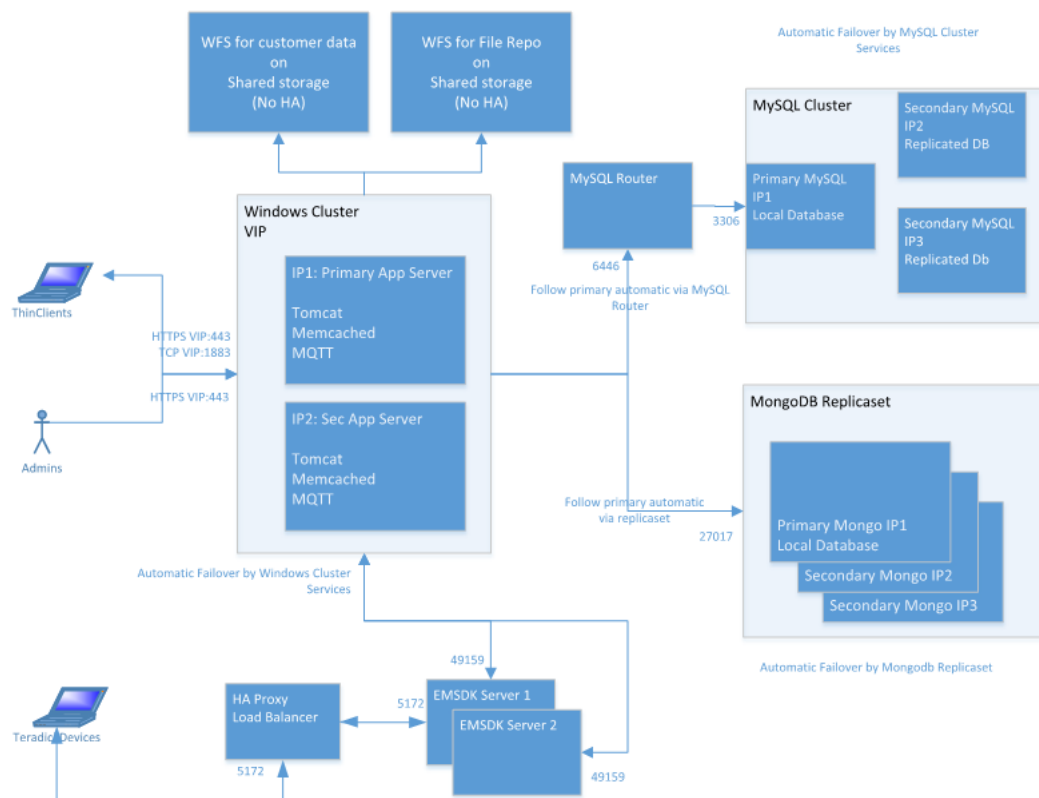 WFS for customer data
on
Shared storage
(No HA)
WFS for File Repo
on
Shared storage
(No HA)
Automatic Failover by MySQL Cluster
Services
MySQL Cluster
Secondary MySQL
IP2
Replicated DB
Primary MySQL
IP1
Local Database
Secondary MySQL
IP3
Replicated Db
MySQL Router
3306
6446
Follow primary automatic via MySQL
Router
Windows Cluster
VIP
IP1: Primary App Server
Tomcat
Memcached
MQTT
IP2: Sec App Server
Tomcat
Memcached
MQTT
ThinClients
HTTPS VIP:443
TCP VIP:1883
HTTPS VIP:443
Admins
MongoDB Replicaset
Follow primary automatic
via replicaset
27017
Primary Mongo IP1
Local Database
Secondary Mongo IP2
Secondary Mongo IP3
Automatic Failover by Mongodb Replicaset
Automatic Failover by Windows Cluster
Services
49159
HA Proxy
Load Balancer
5172
EMSDK Server 1
EMSDK Server 2
49159
5172
Teradici Devices